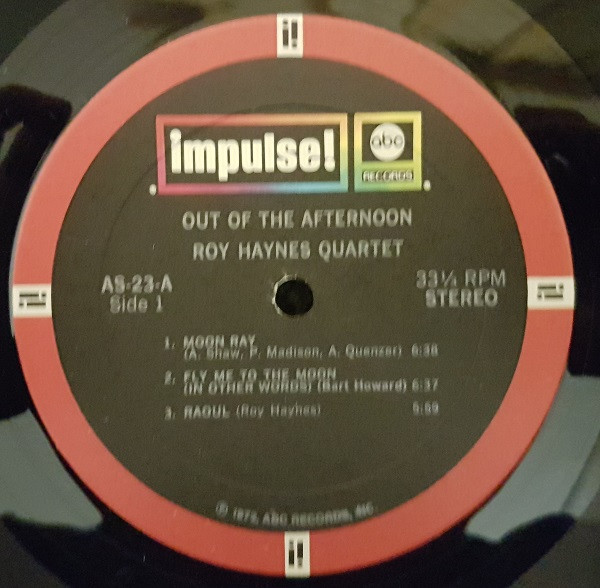 i!
impulse!
abc
RECORDS
OUT OF THE AFTERNOON
ROY HAYNES QUARTET
AS-23-A
Side 1
33⅓ RPM
STEREO
i!
i!
1. MOON RAY
(A. Shaw, P. Madison, A. Quenzer) 6:38
2. FLY ME TO THE MOON
(IN OTHER WORDS) (Bart Howard) 6:37
3. RAOUL (Roy Haynes)
℗ 1973, ABC RECORDS, INC.
i!